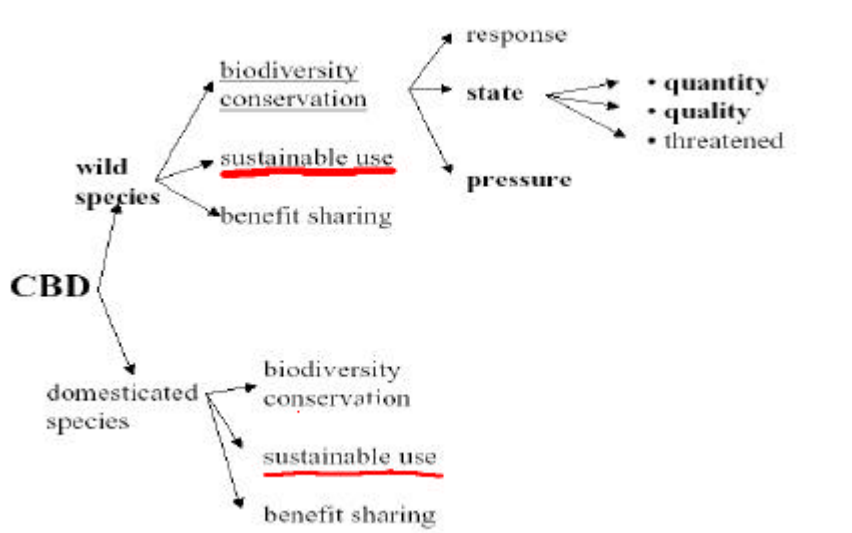 response
biodiversity
conservation
state
• quantity
• quality
• threatened
sustainable use
wild
species
pressure
benefit sharing
CBD
domesticated
species
biodiversity
conservation
sustainable use
benefit sharing